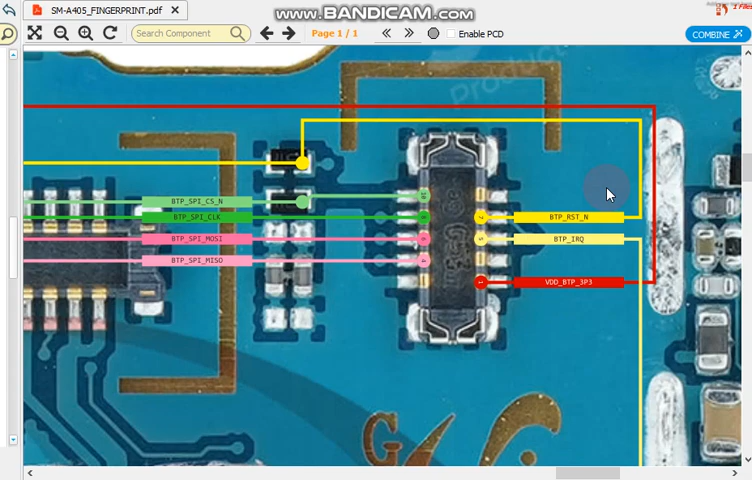 SM-A405_FINGERPRINT.pdf
www.BANDICAM.com
Search Component
Page 1 / 1
Enable PCD
COMBINE
BTP_SPI_CS_N
BTP_SPI_CLK
BTP_RST_N
BTP_SPI_MOSI
BTP_IRQ
BTP_SPI_MISO
VDD_BTP_3P3